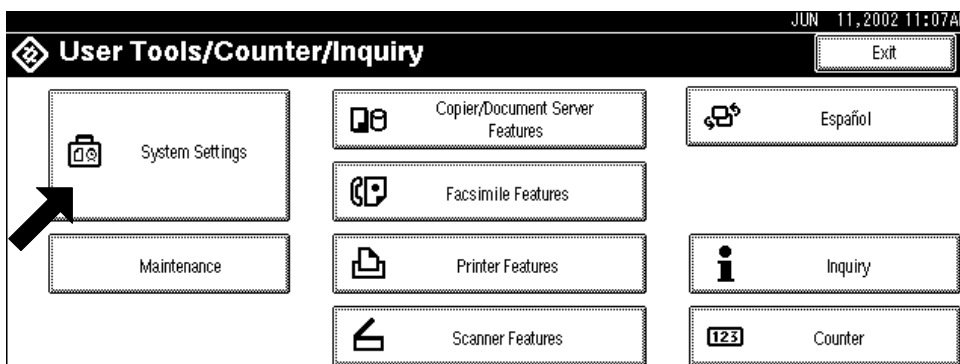 JUN 11,2002 11:07A
User Tools/Counter/Inquiry
Exit
System Settings
Copier/Document Server
Features
Español
Facsimile Features
Maintenance
Printer Features
Inquiry
Scanner Features
123
Counter